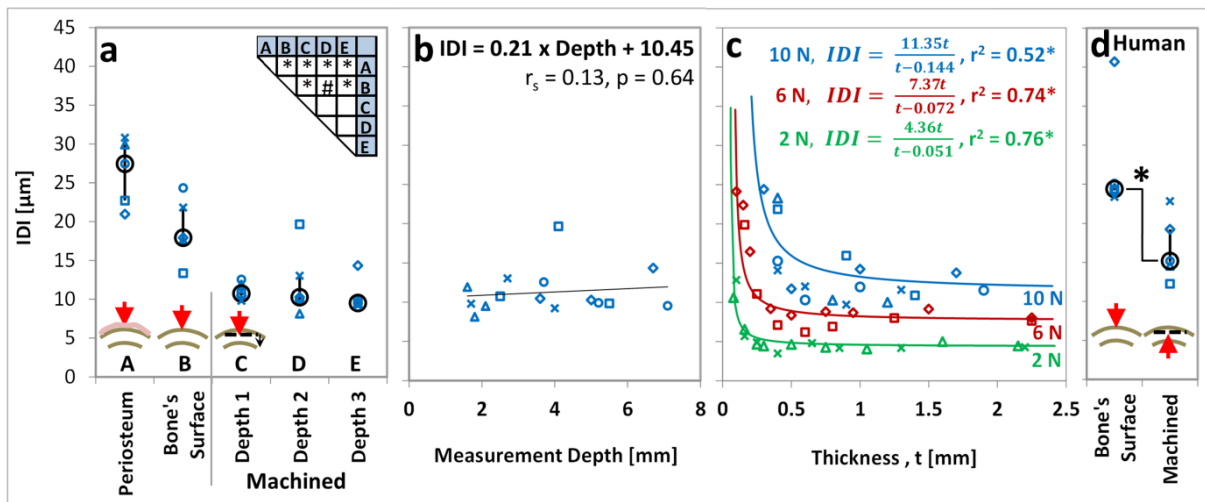 a
A B C D E
* * * * A
* # * B
C
D
E
45
40
35
30
25
20
15
10
5
0
IDI [µm]
A B C D E
Periosteum
Bone's
Surface
Depth 1
Depth 2
Depth 3
Machined
b
IDI = 0.21 x Depth + 10.45
r_s = 0.13, p = 0.64
0 2 4 6 8
Measurement Depth [mm]
c
10 N, IDI = 11.35t / t−0.144 , r² = 0.52*
6 N, IDI = 7.37t / t−0.072 , r² = 0.74*
2 N, IDI = 4.36t / t−0.051 , r² = 0.76*
10 N
6 N
2 N
0 0.5 1 1.5 2 2.5
Thickness , t [mm]
d
Human
*
Bone's
Surface
Machined